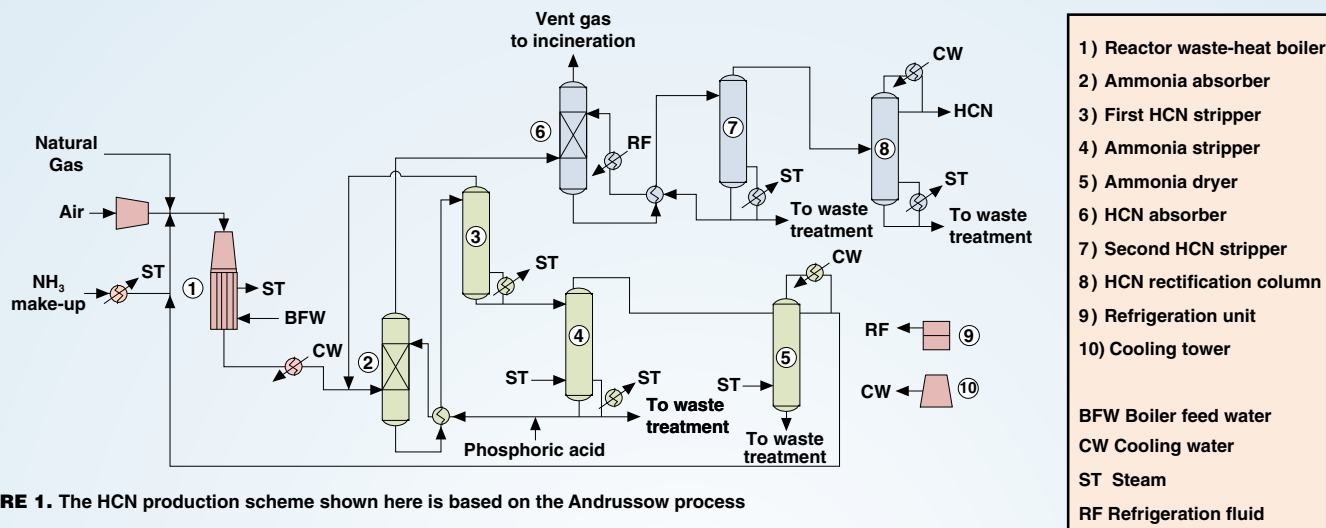 Vent gas
to incineration
CW
HCN
6
7
8
RF
ST
ST
To waste
treatment
To waste
treatment
Natural
Gas
Air
NH3
make-up
ST
1
ST
BFW
CW
2
3
ST
4
ST
ST
To waste
treatment
Phosphoric acid
CW
5
ST
To waste
treatment
RF
9
CW
10
1) Reactor waste-heat boiler
2) Ammonia absorber
3) First HCN stripper
4) Ammonia stripper
5) Ammonia dryer
6) HCN absorber
7) Second HCN stripper
8) HCN rectification column
9) Refrigeration unit
10) Cooling tower
BFW Boiler feed water
CW Cooling water
ST Steam
RF Refrigeration fluid
RE 1. The HCN production scheme shown here is based on the Andrussow process